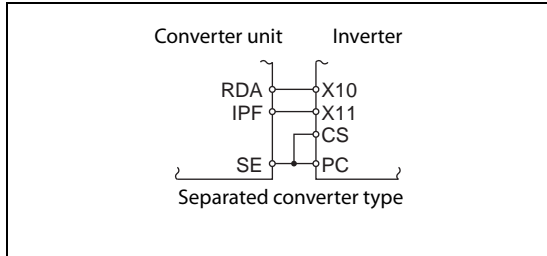 Converter unit Inverter
RDA X10
IPF X11
CS
SE PC
Separated converter type